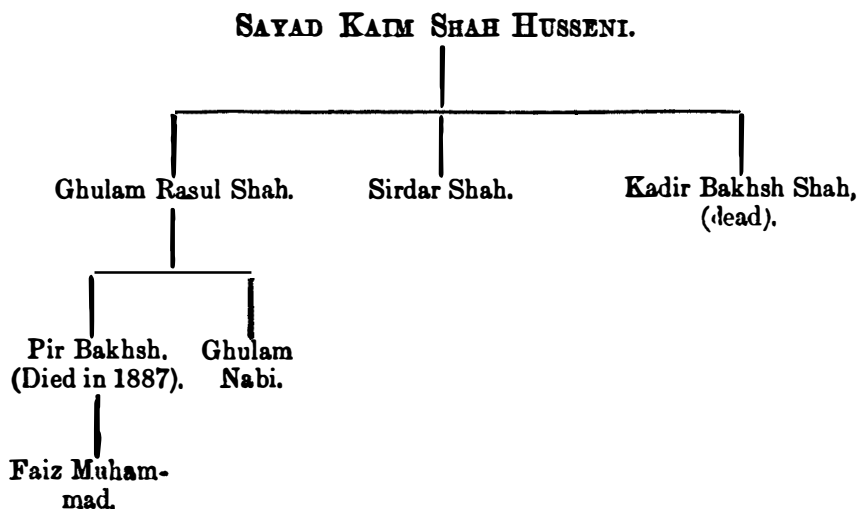 SAYAD KAIM SHAH HUSSENI.
Ghulam Rasul Shah. Sirdar Shah. Kadir Bakhsh Shah,
(dead).
Pir Bakhsh. Ghulam
(Died in 1887). Nabi.
Faiz Muham-
mad.